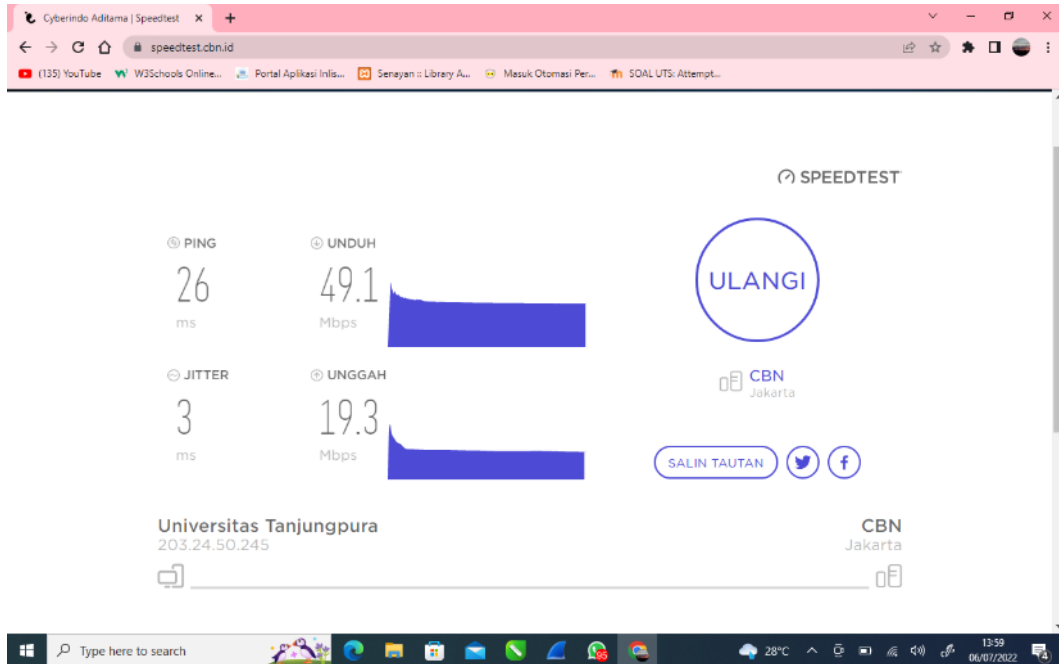 Cyberindo Aditama | Speedtest
speedtest.cbn.id
(135) YouTube W3Schools Online... Portal Aplikasi Inlis... Senayan :: Library A... Masuk Otomasi Per... SOAL UTS: Attempt...
SPEEDTEST
PING UNDUH
26 49.1
ms Mbps
ULANGI
JITTER UNGGAH
3 19.3
ms Mbps
CBN
Jakarta
SALIN TAUTAN
Universitas Tanjungpura CBN
203.24.50.245 Jakarta
Type here to search 95 28°C 13:59
06/07/2022